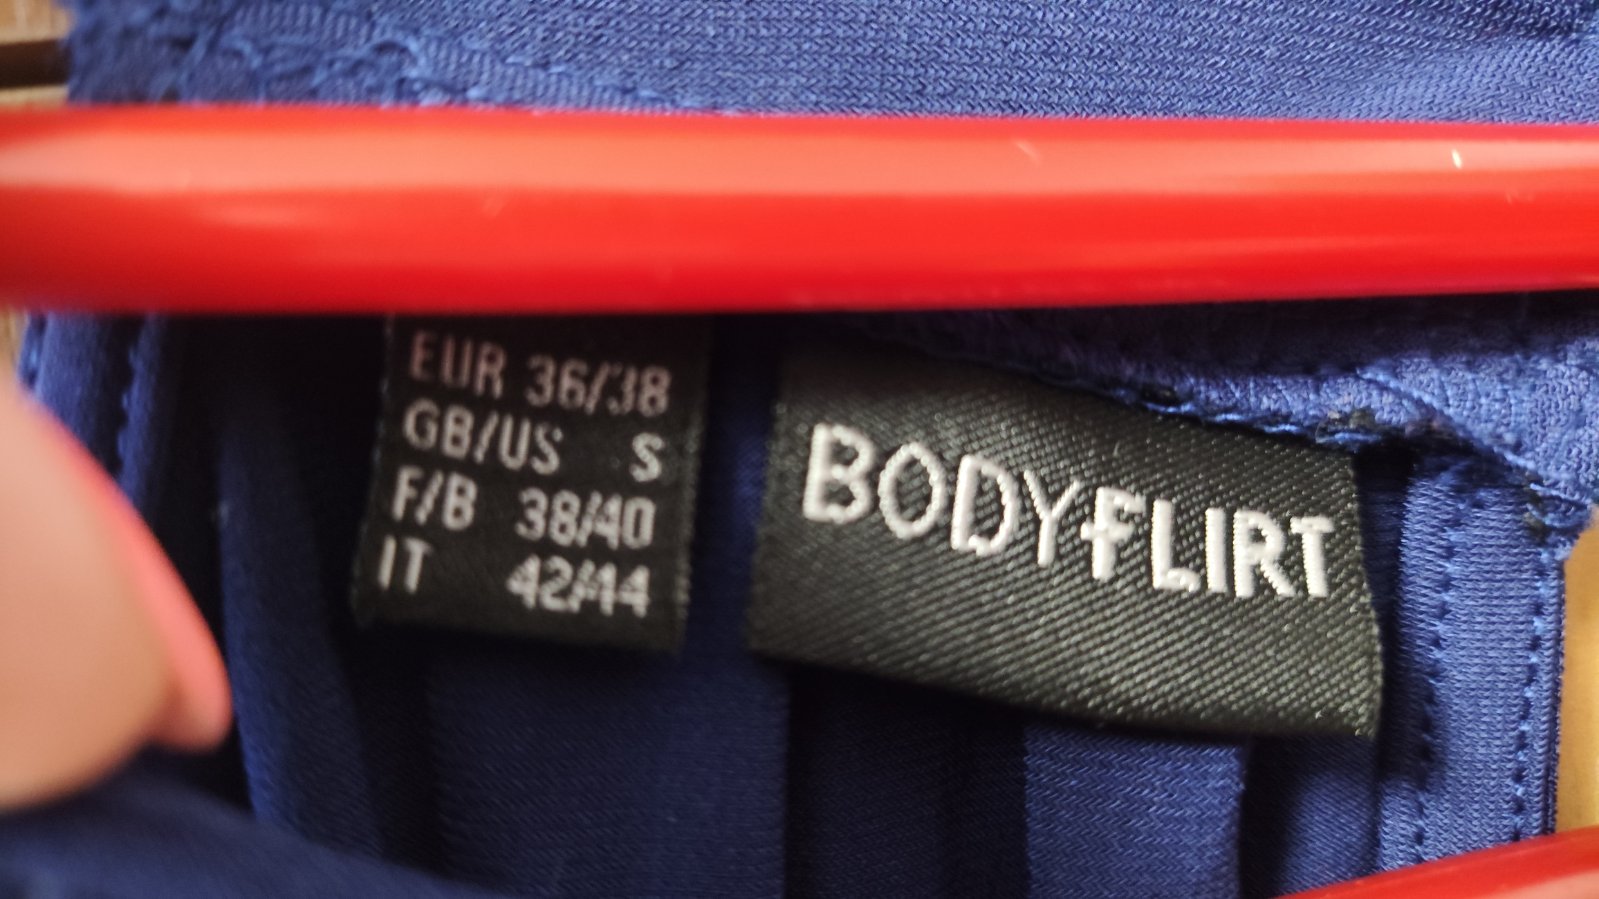 EUR 36/38
GB/US S
F/B 38/40
IT 42/44
BODYFLIRT